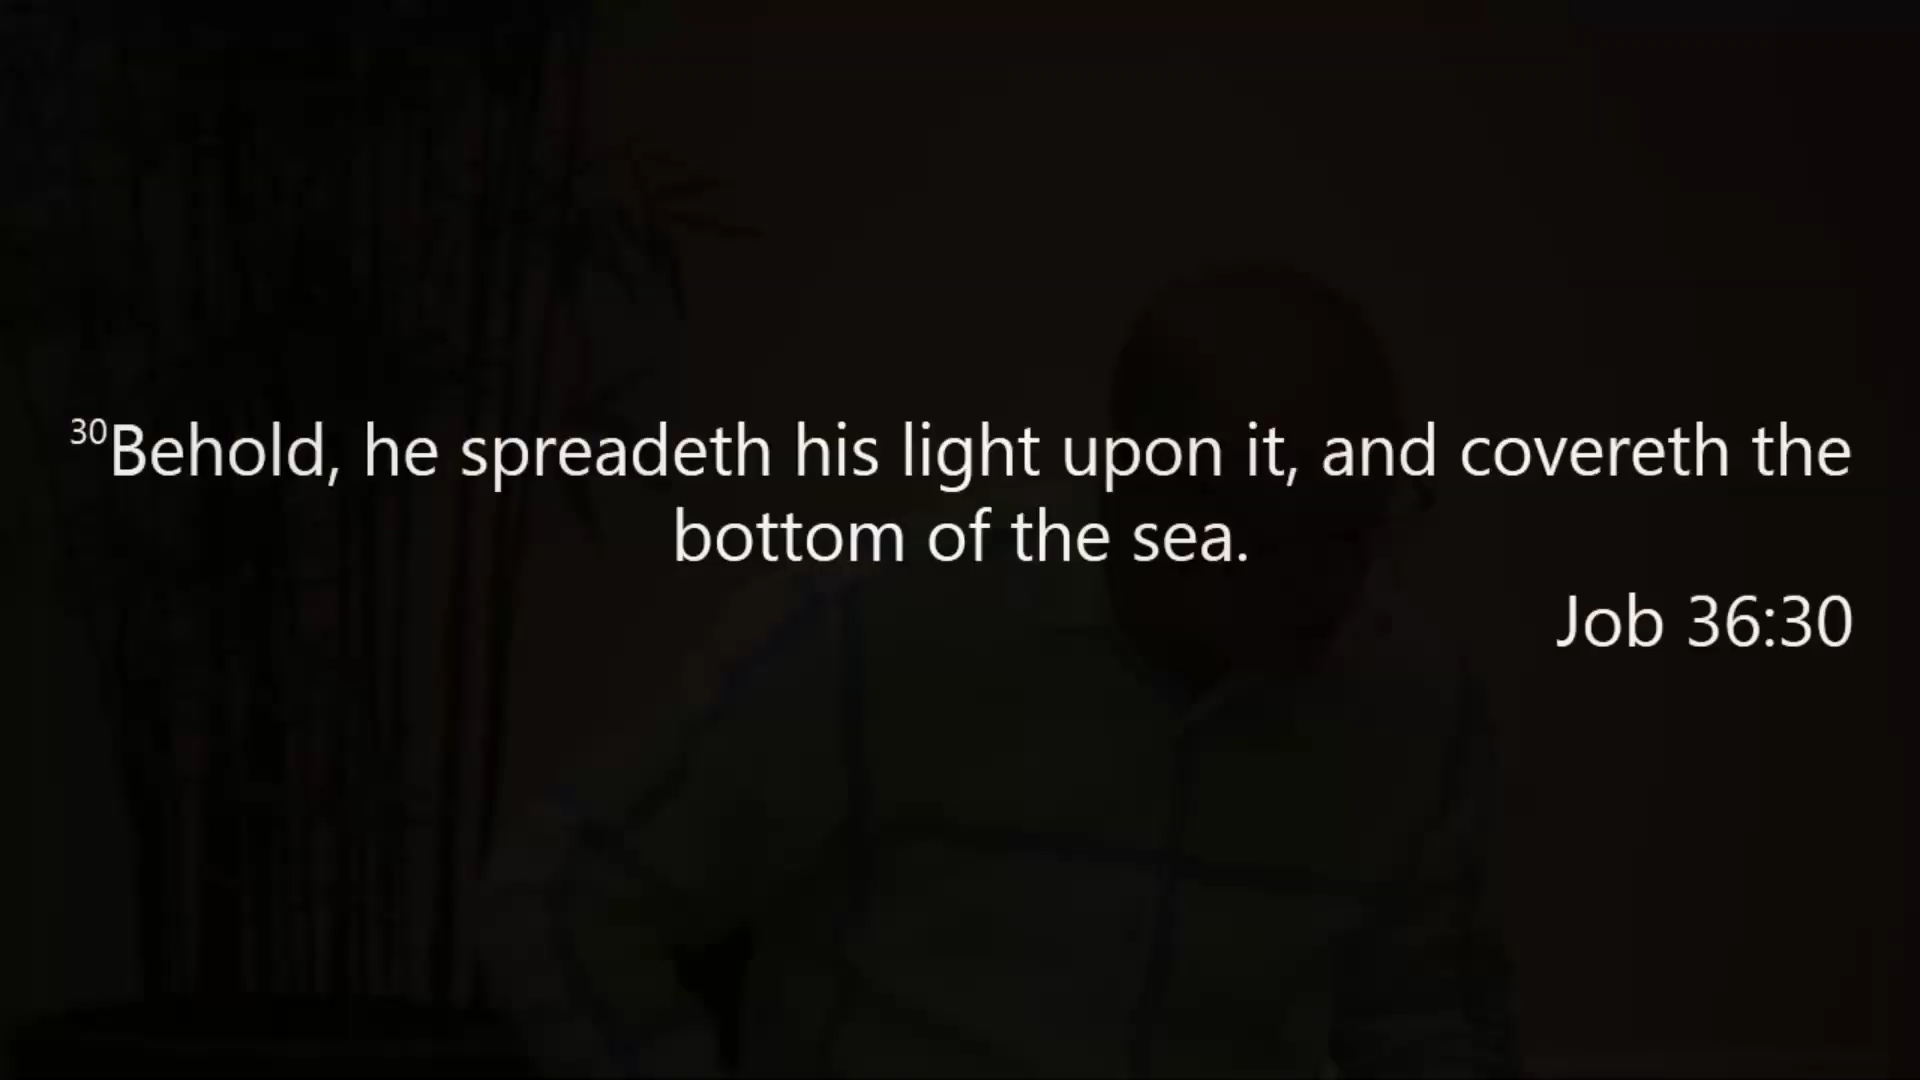 30Behold, he spreadeth his light upon it, and covereth the
bottom of the sea.
Job 36:30